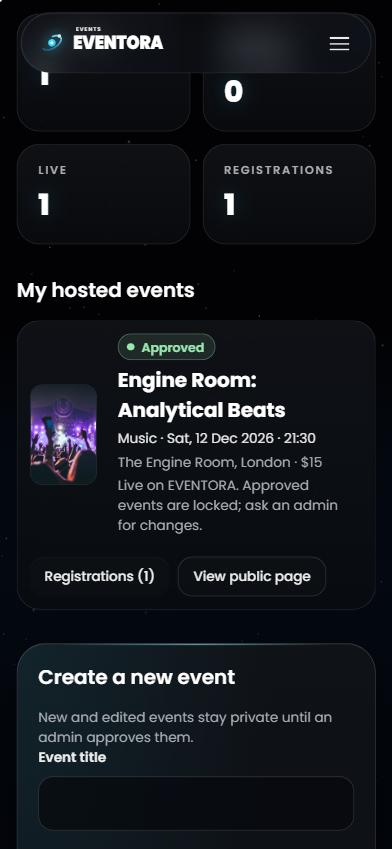 EVENTS
EVENTORA
1
0
LIVE
REGISTRATIONS
1
1
My hosted events
Approved
Engine Room:
Analytical Beats
Music · Sat, 12 Dec 2026 · 21:30
The Engine Room, London · $15
Live on EVENTORA. Approved
events are locked; ask an admin
for changes.
Registrations (1)
View public page
Create a new event
New and edited events stay private until an
admin approves them.
Event title